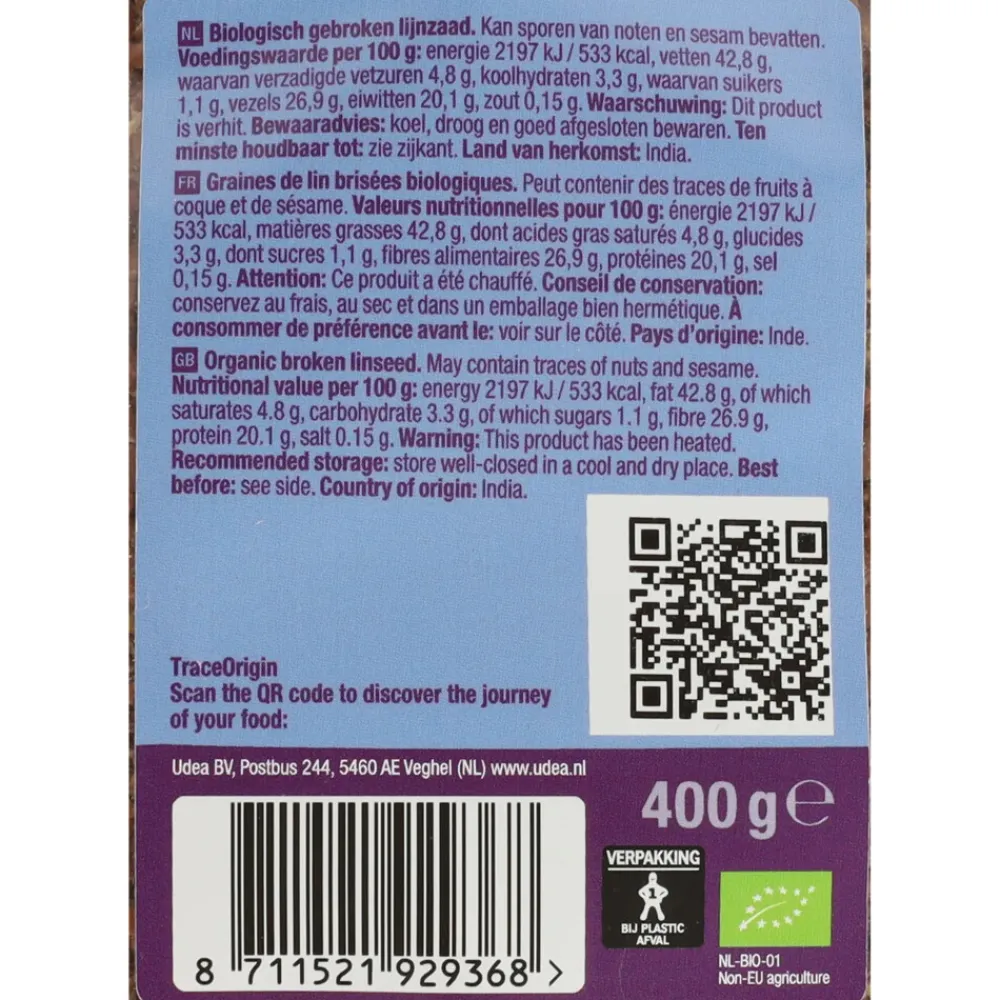 NL Biologisch gebroken lijnzaad. Kan sporen van noten en sesam bevatten.
Voedingswaarde per 100 g: energie 2197 kJ / 533 kcal, vetten 42,8 g,
waarvan verzadigde vetzuren 4,8 g, koolhydraten 3,3 g, waarvan suikers
1,1 g, vezels 26,9 g, eiwitten 20,1 g, zout 0,15 g. Waarschuwing: Dit product
is verhit. Bewaaradvies: koel, droog en goed afgesloten bewaren. Ten
minste houdbaar tot: zie zijkant. Land van herkomst: India.
FR Graines de lin brisées biologiques. Peut contenir des traces de fruits à
coque et de sésame. Valeurs nutritionnelles pour 100 g: énergie 2197 kJ /
533 kcal, matières grasses 42,8 g, dont acides gras saturés 4,8 g, glucides
3,3 g, dont sucres 1,1 g, fibres alimentaires 26,9 g, protéines 20,1 g, sel
0,15 g. Attention: Ce produit a été chauffé. Conseil de conservation:
conservez au frais, au sec et dans un emballage bien hermétique. À
consommer de préférence avant le: voir sur le côté. Pays d'origine: Inde.
GB Organic broken linseed. May contain traces of nuts and sesame.
Nutritional value per 100 g: energy 2197 kJ / 533 kcal, fat 42.8 g, of which
saturates 4.8 g, carbohydrate 3.3 g, of which sugars 1.1 g, fibre 26.9 g,
protein 20.1 g, salt 0.15 g. Warning: This product has been heated.
Recommended storage: store well-closed in a cool and dry place. Best
before: see side. Country of origin: India.
TraceOrigin
Scan the QR code to discover the journey
of your food:
Udea BV, Postbus 244, 5460 AE Veghel (NL) www.udea.nl
400 g ℮
VERPAKKING
1
BIJ PLASTIC
AFVAL
NL-BIO-01
Non-EU agriculture
8 711521 929368 >